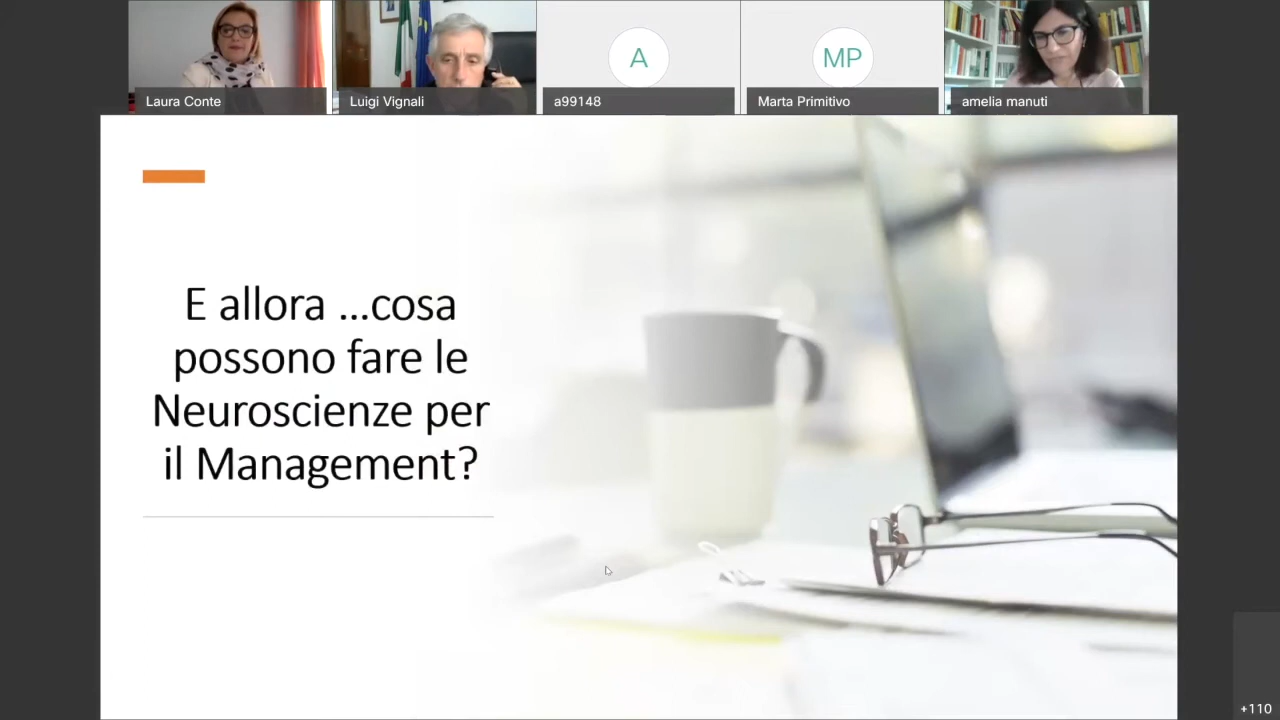 A
MP
Laura Conte
Luigi Vignali
a99148
Marta Primitivo
amelia manuti
E allora ...cosa
possono fare le
Neuroscienze per
il Management?
+110